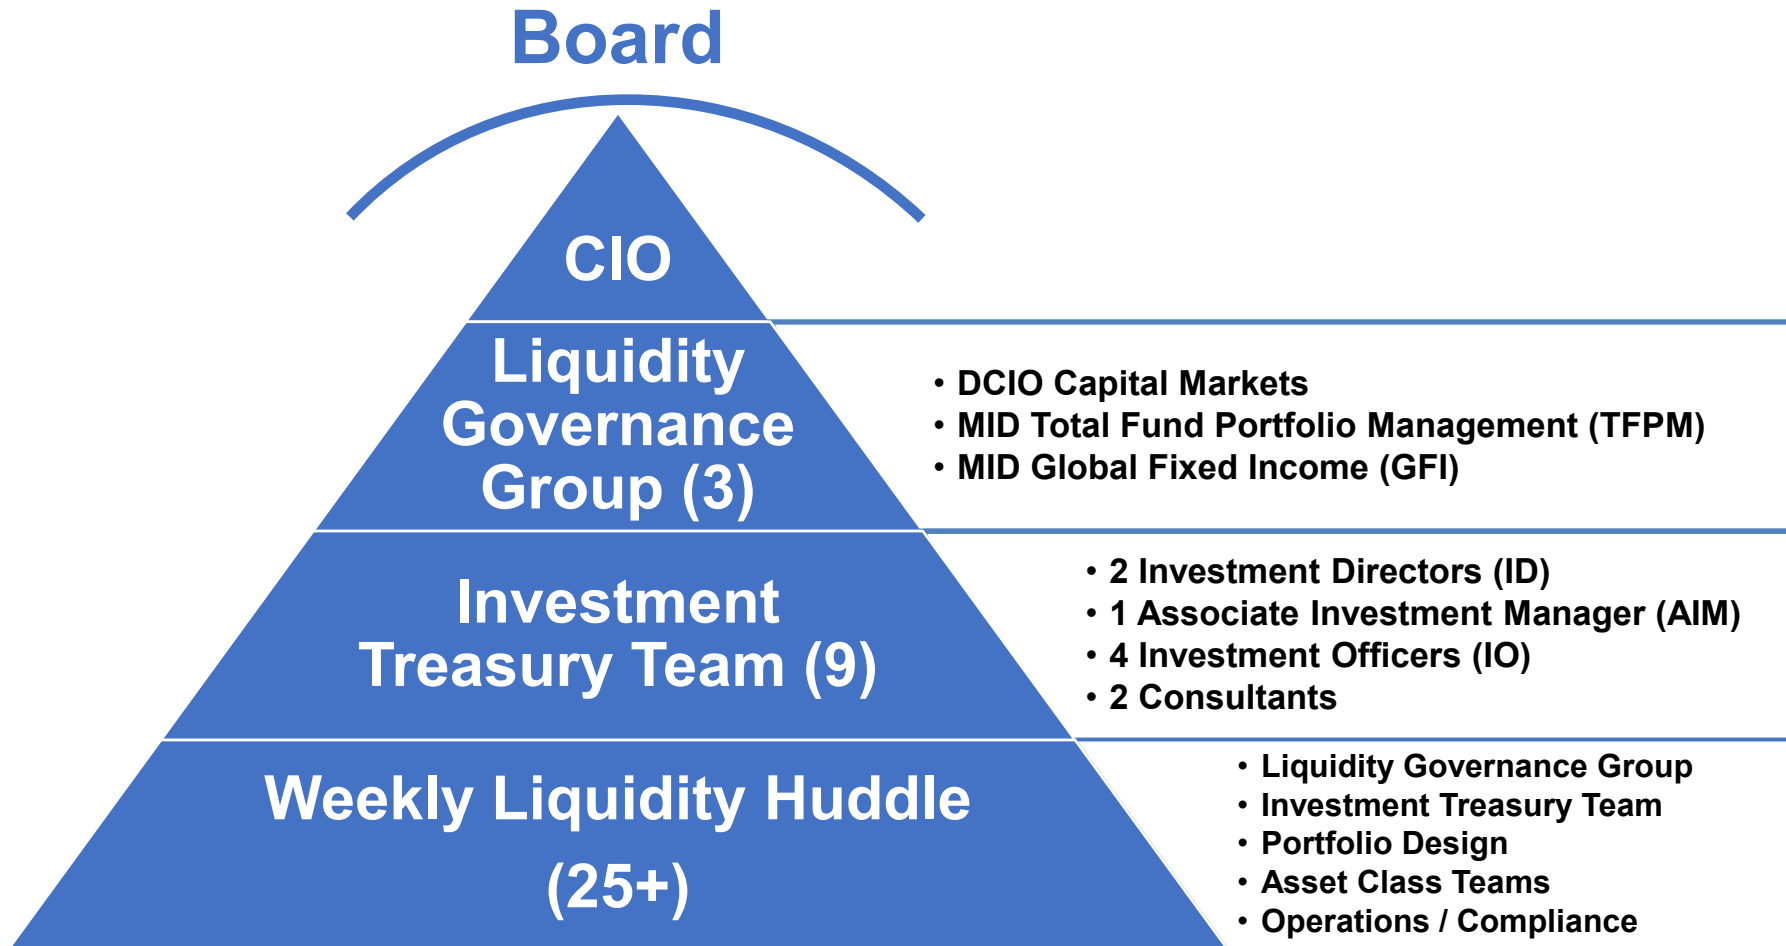 Board
CIO
Liquidity
Governance
Group (3)
• DCIO Capital Markets
• MID Total Fund Portfolio Management (TFPM)
• MID Global Fixed Income (GFI)
Investment
Treasury Team (9)
• 2 Investment Directors (ID)
• 1 Associate Investment Manager (AIM)
• 4 Investment Officers (IO)
• 2 Consultants
Weekly Liquidity Huddle
(25+)
• Liquidity Governance Group
• Investment Treasury Team
• Portfolio Design
• Asset Class Teams
• Operations / Compliance